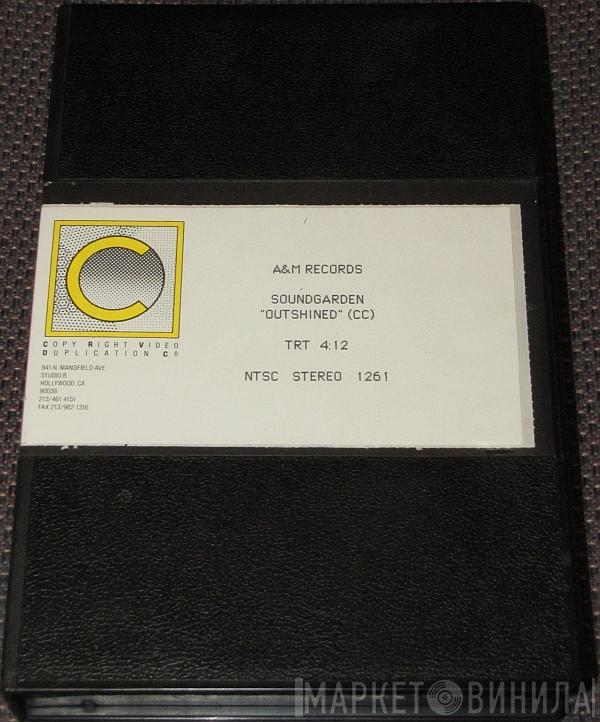 A&M RECORDS
SOUNDGARDEN
"OUTSHINED" (CC)
TRT 4:12
NTSC STEREO 1261
C
COPY RIGHT VIDEO
DUPLICATION CO
941 N. MANSFIELD AVE.
STUDIO B
HOLLYWOOD, CA
90038
213/461 4151
FAX 213/962 1316
МАРКЕТ ВИНИЛА